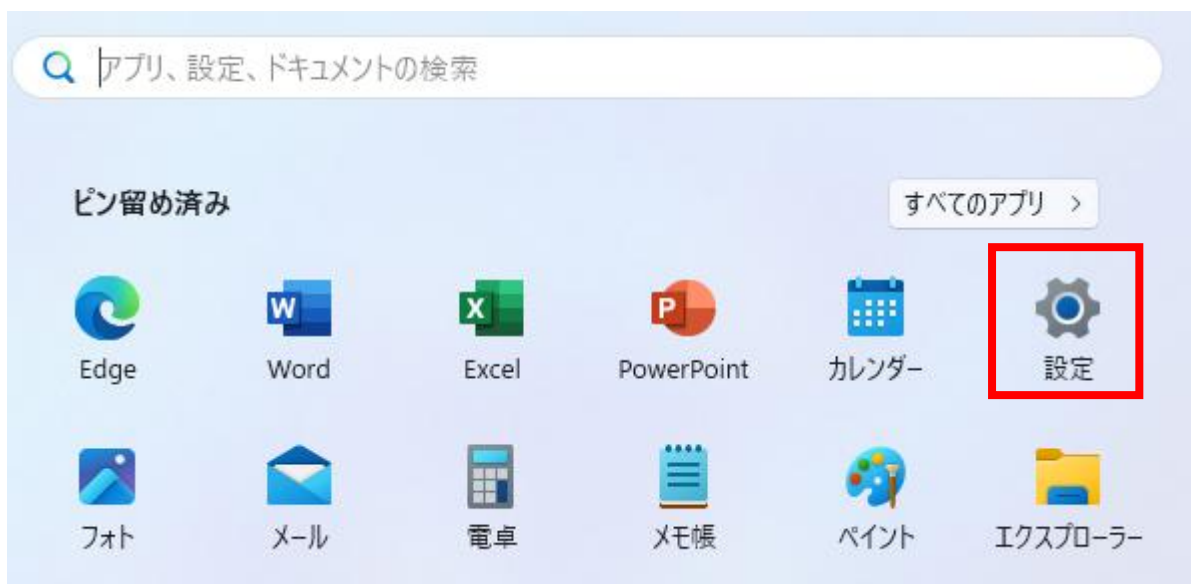 アプリ、設定、ドキュメントの検索
ピン留め済み
すべてのアプリ >
Edge
Word
Excel
PowerPoint
カレンダー
設定
フォト
メール
電卓
メモ帳
ペイント
エクスプローラー